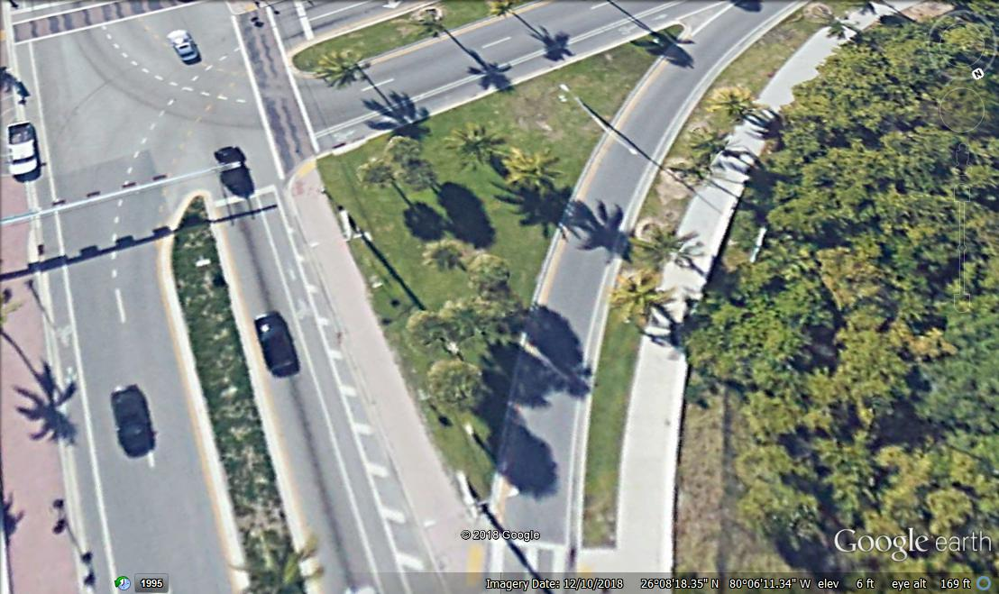 N
© 2018 Google
Google earth
1995
Imagery Date: 12/10/2018 26°08'18.35" N 80°06'11.34" W elev 6 ft eye alt 169 ft